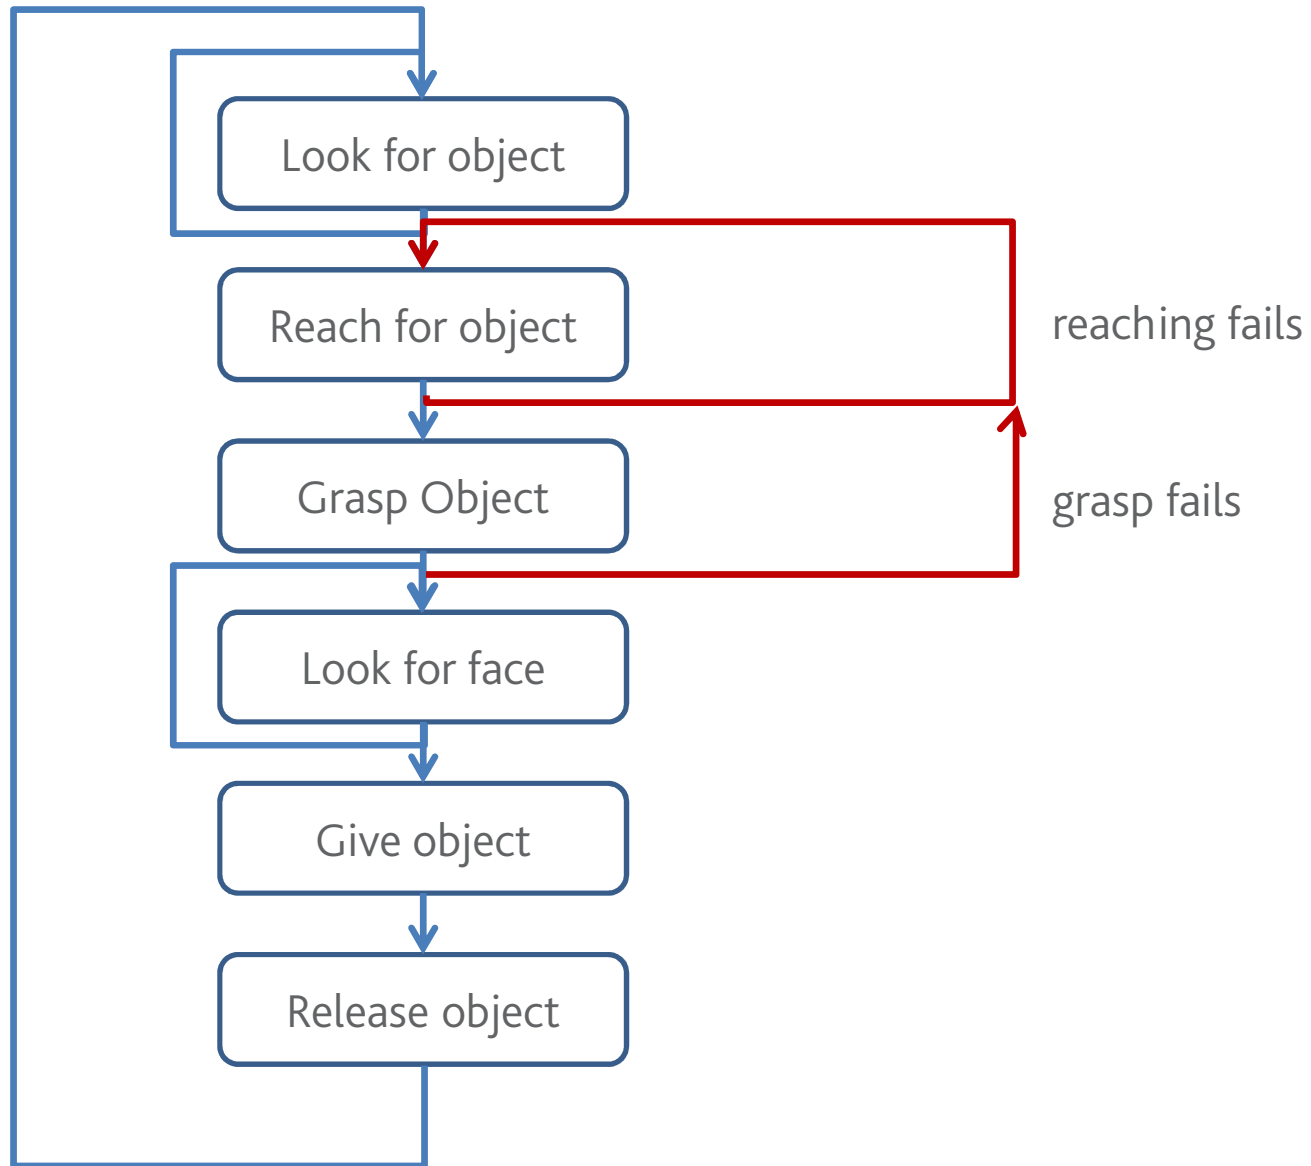 Look for object
Reach for object
reaching fails
Grasp Object
grasp fails
Look for face
Give object
Release object